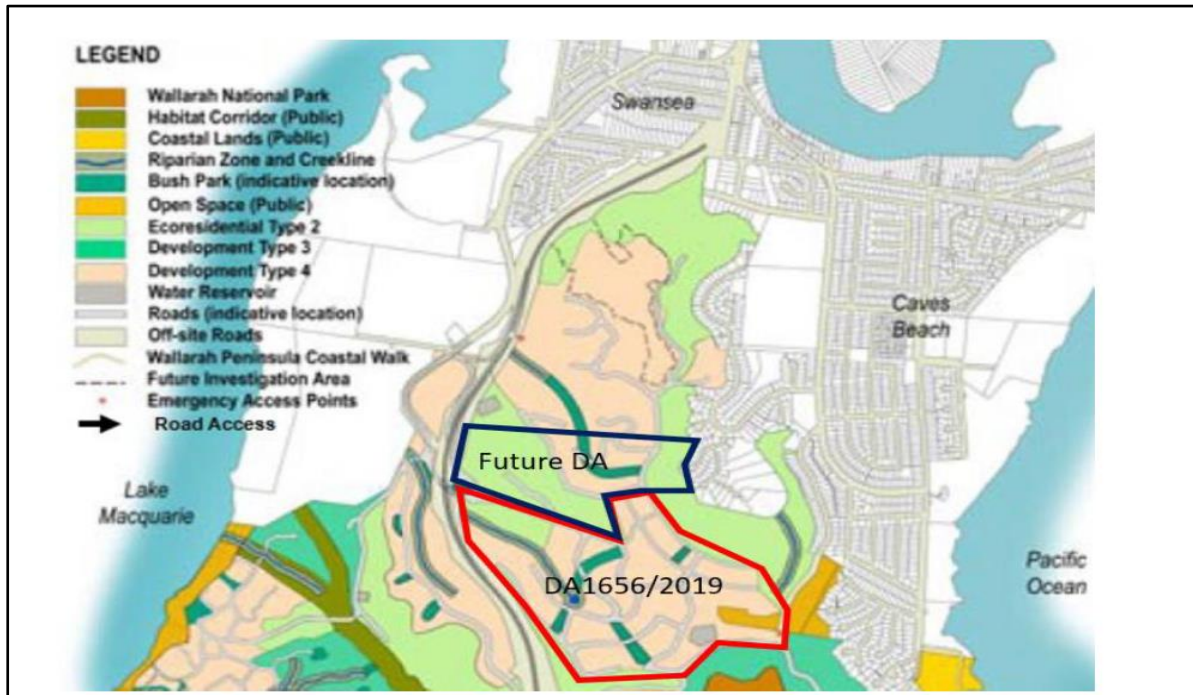 LEGEND
Wallarah National Park
Habitat Corridor (Public)
Coastal Lands (Public)
Riparian Zone and Creekline
Bush Park (indicative location)
Open Space (Public)
Ecoresidential Type 2
Development Type 3
Development Type 4
Water Reservoir
Roads (indicative location)
Off-site Roads
Wallarah Peninsula Coastal Walk
Future Investigation Area
Emergency Access Points
Road Access
Swansea
Caves
Beach
Future DA
Lake
Macquarie
DA1656/2019
Pacific
Ocean